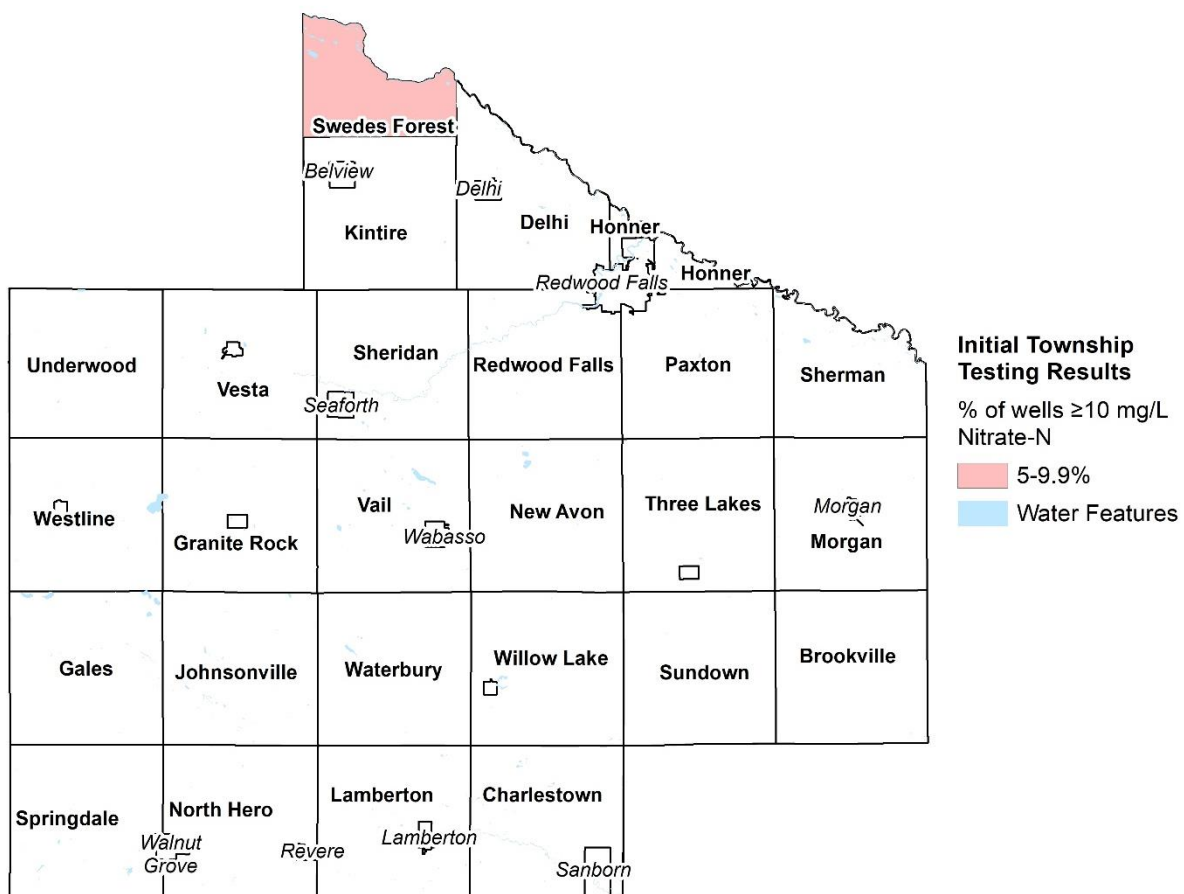 Swedes Forest
Belview
Delhi
Kintire
Delhi
Honner
Honner
Redwood Falls
Underwood
Vesta
Sheridan
Seaforth
Redwood Falls
Paxton
Sherman
Westline
Granite Rock
Vail
Wabasso
New Avon
Three Lakes
Morgan
Morgan
Gales
Johnsonville
Waterbury
Willow Lake
Sundown
Brookville
Springdale
North Hero
Walnut
Grove
Revere
Lamberton
Lamberton
Charlestown
Sanborn
Initial Township
Testing Results
% of wells ≥10 mg/L
Nitrate-N
5-9.9%
Water Features